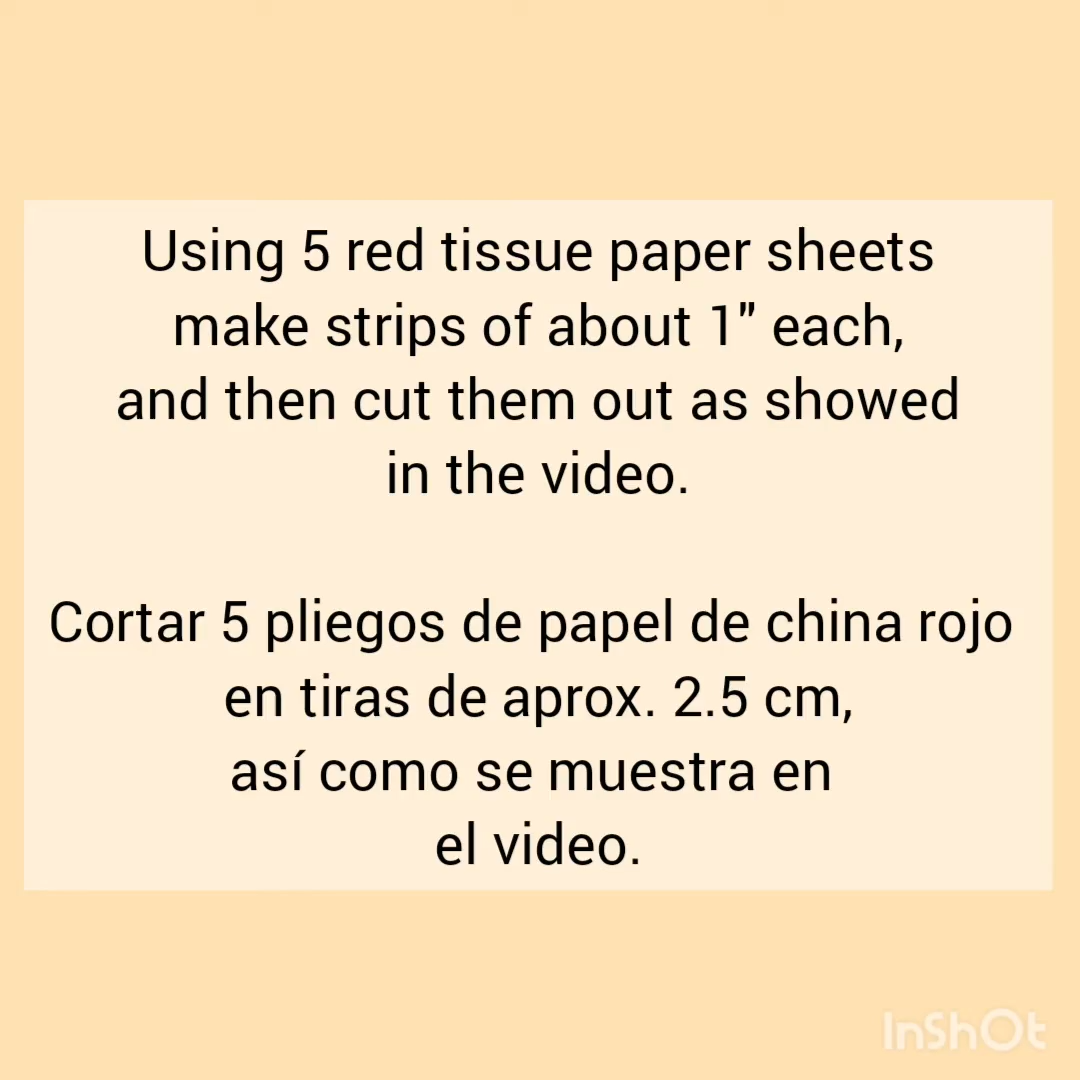 Using 5 red tissue paper sheets
make strips of about 1" each,
and then cut them out as showed
in the video.
Cortar 5 pliegos de papel de china rojo
en tiras de aprox. 2.5 cm,
así como se muestra en
el video.
InShOt